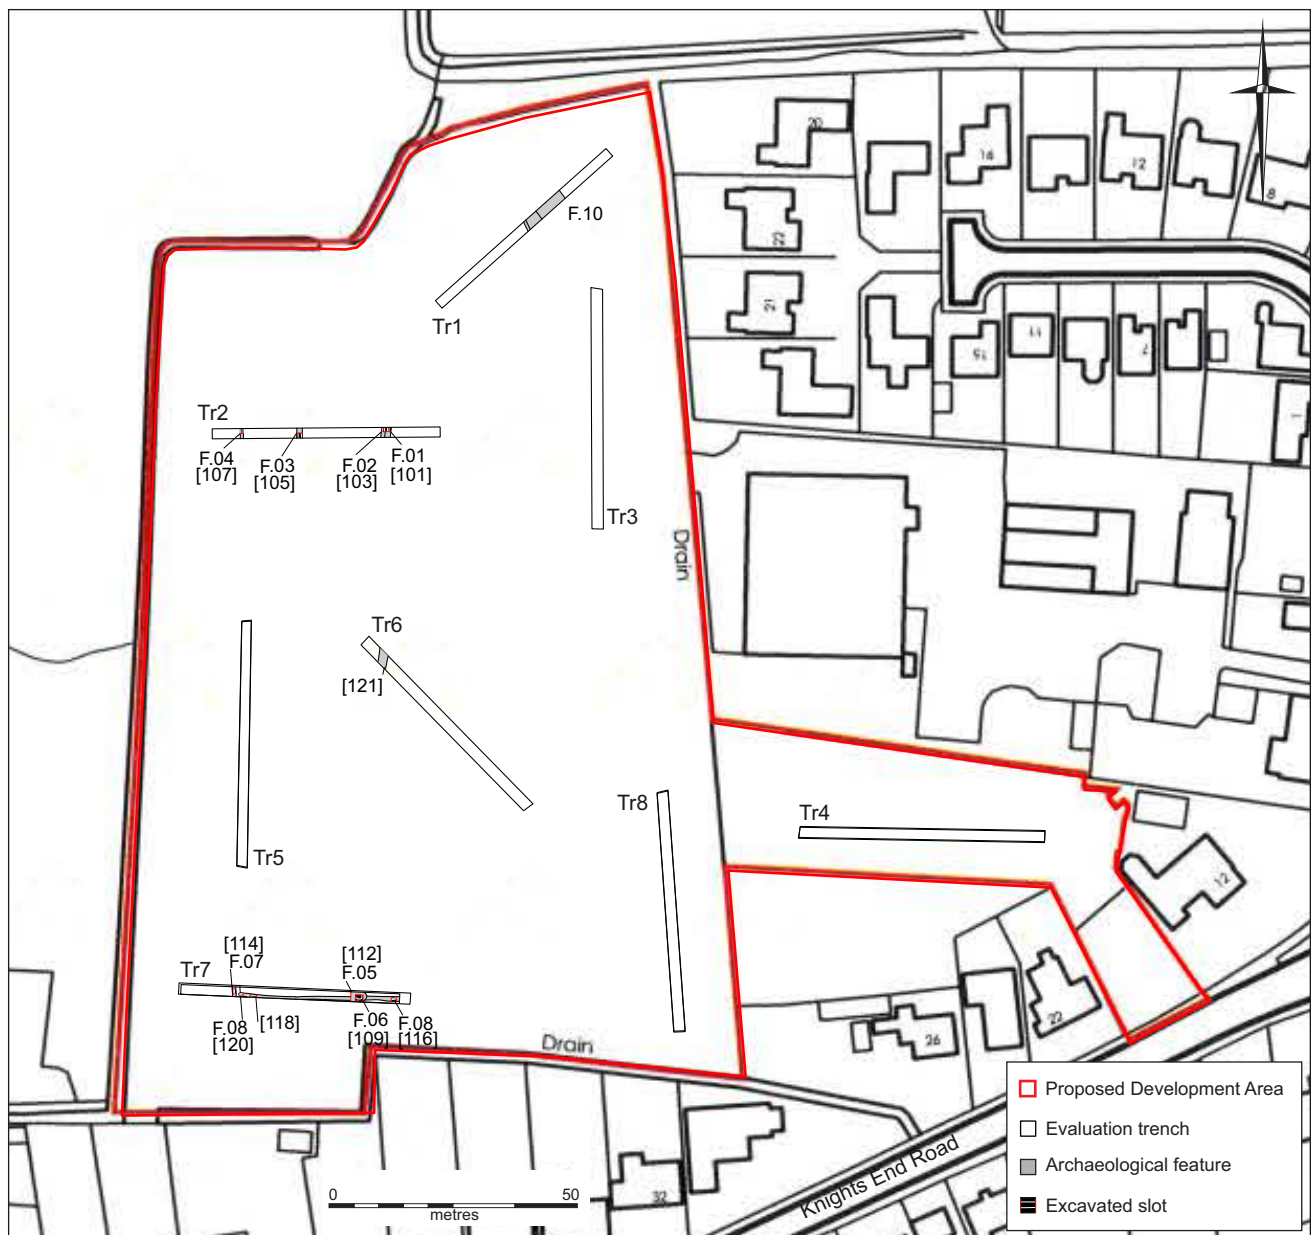 20
16
12
8
22
21
15
11
7
1
F.10
Tr1
Tr3
Tr2
F.04
[107]
F.03
[105]
F.02
[103]
F.01
[101]
Drain
Tr6
[121]
Tr5
Tr8
Tr4
12
[114]
F.07
Tr7
[112]
F.05
F.08
[120]
[118]
F.06
[109]
F.08
[116]
22
26
Drain
32
Knights End Road
0 50
metres
Proposed Development Area
Evaluation trench
Archaeological feature
Excavated slot